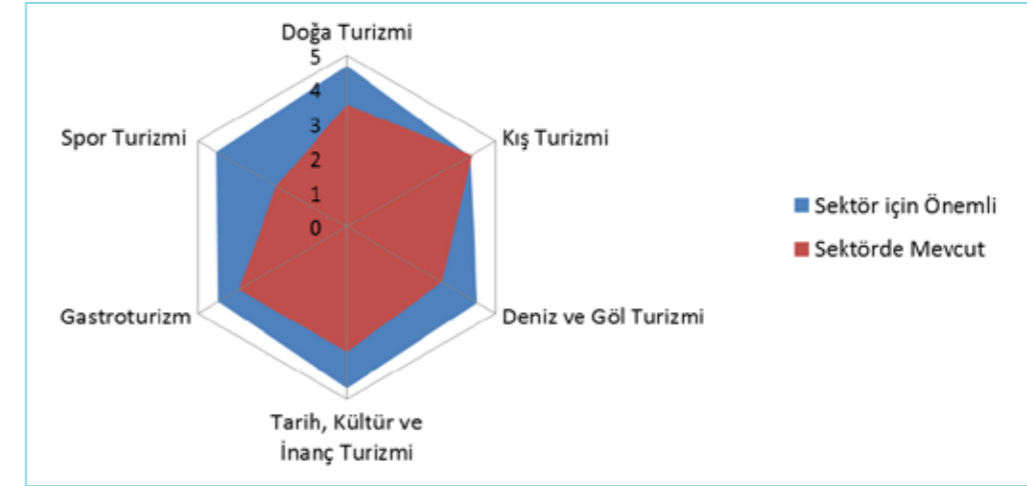 Doğa Turizmi
5
4
3
2
1
0
Spor Turizmi
Kış Turizmi
Gastroturizm
Deniz ve Göl Turizmi
Tarih, Kültür ve
İnanç Turizmi
Sektör için Önemli
Sektörde Mevcut